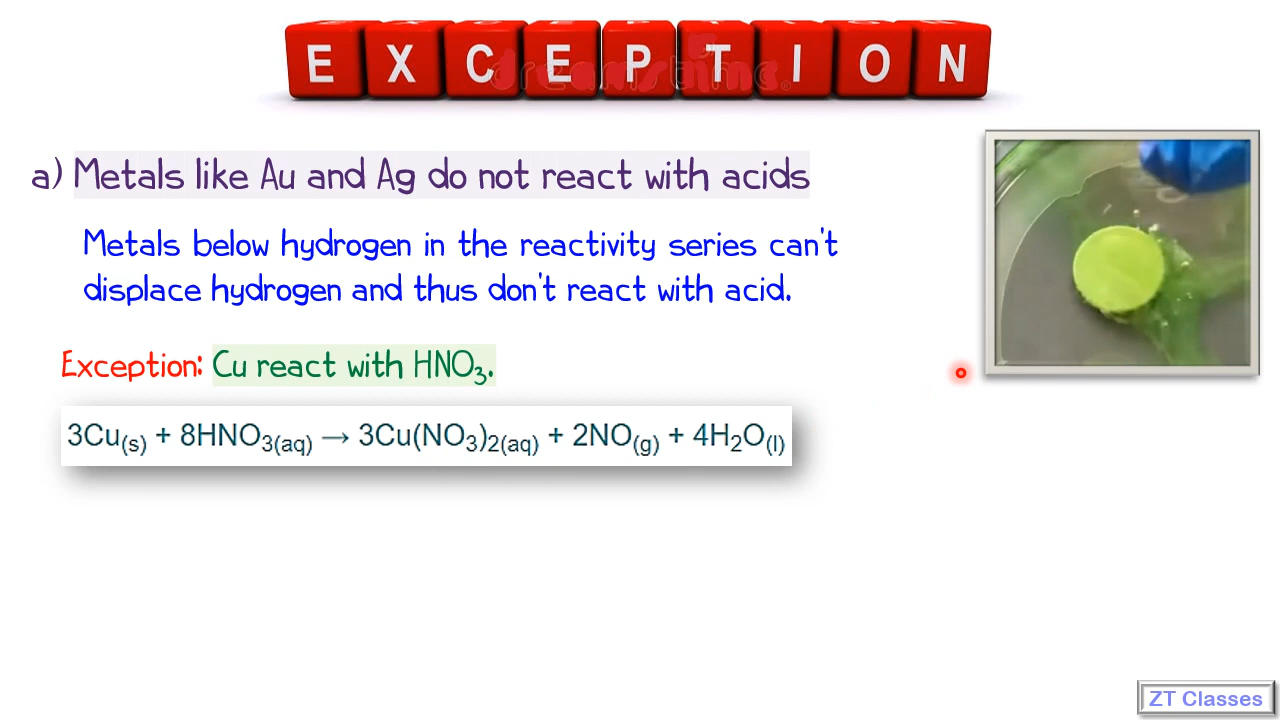 EXCEPTION
a) Metals like Au and Ag do not react with acids
Metals below hydrogen in the reactivity series can't
displace hydrogen and thus don't react with acid.
Exception: Cu react with HNO₃.
3Cu(s) + 8HNO₃(aq) → 3Cu(NO₃)₂(aq) + 2NO(g) + 4H₂O(l)
ZT Classes